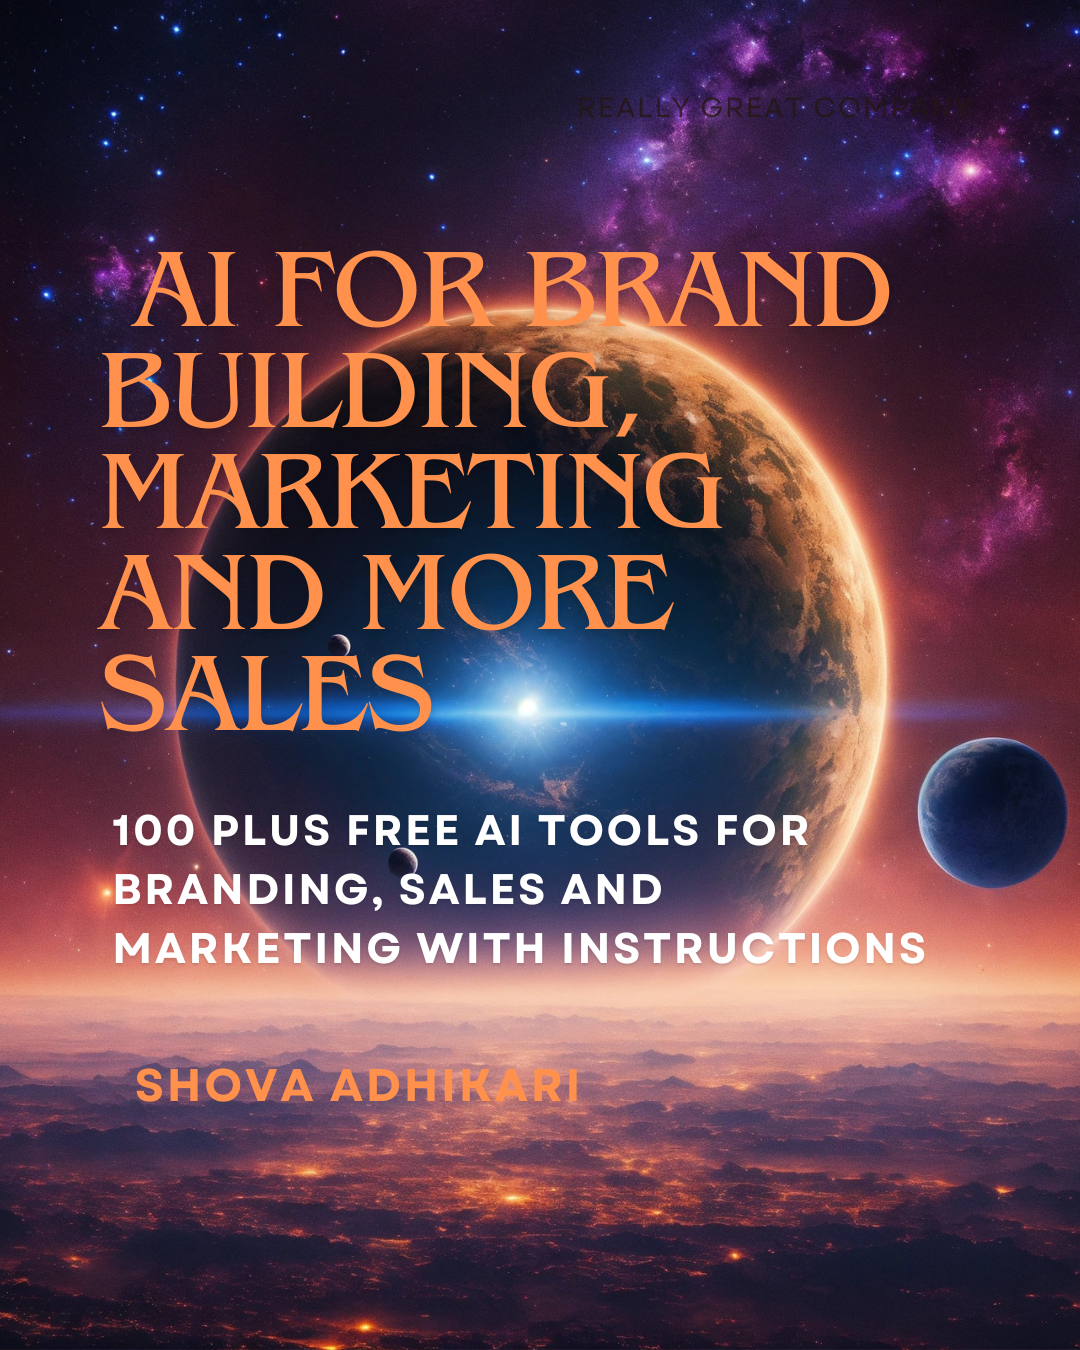 REALLY GREAT COMPANY
AI FOR BRAND
BUILDING,
MARKETING
AND MORE
SALES
100 PLUS FREE AI TOOLS FOR
BRANDING, SALES AND
MARKETING WITH INSTRUCTIONS
SHOVA ADHIKARI